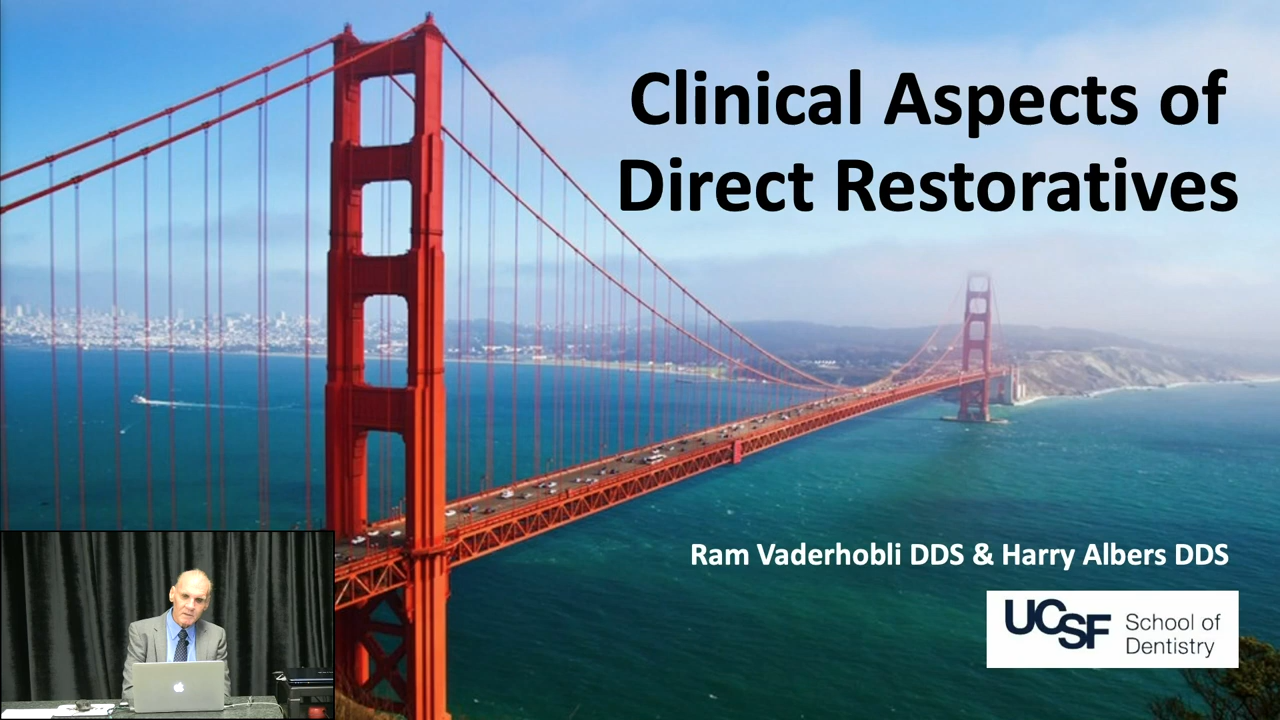 Clinical Aspects of
Direct Restoratives
Ram Vaderhobli DDS & Harry Albers DDS
UCSF School of
Dentistry